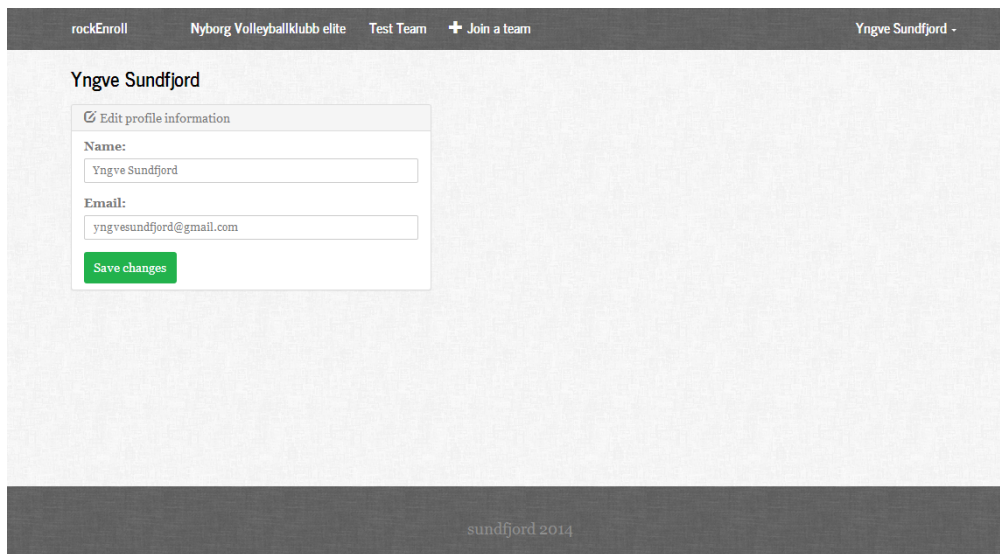 rockEnroll Nyborg Volleyballklubb elite Test Team Join a team Yngve Sundfjord
Yngve Sundfjord
Edit profile information
Name:
Yngve Sundfjord
Email:
yngvesundfjord@gmail.com
Save changes
sundfjord 2014